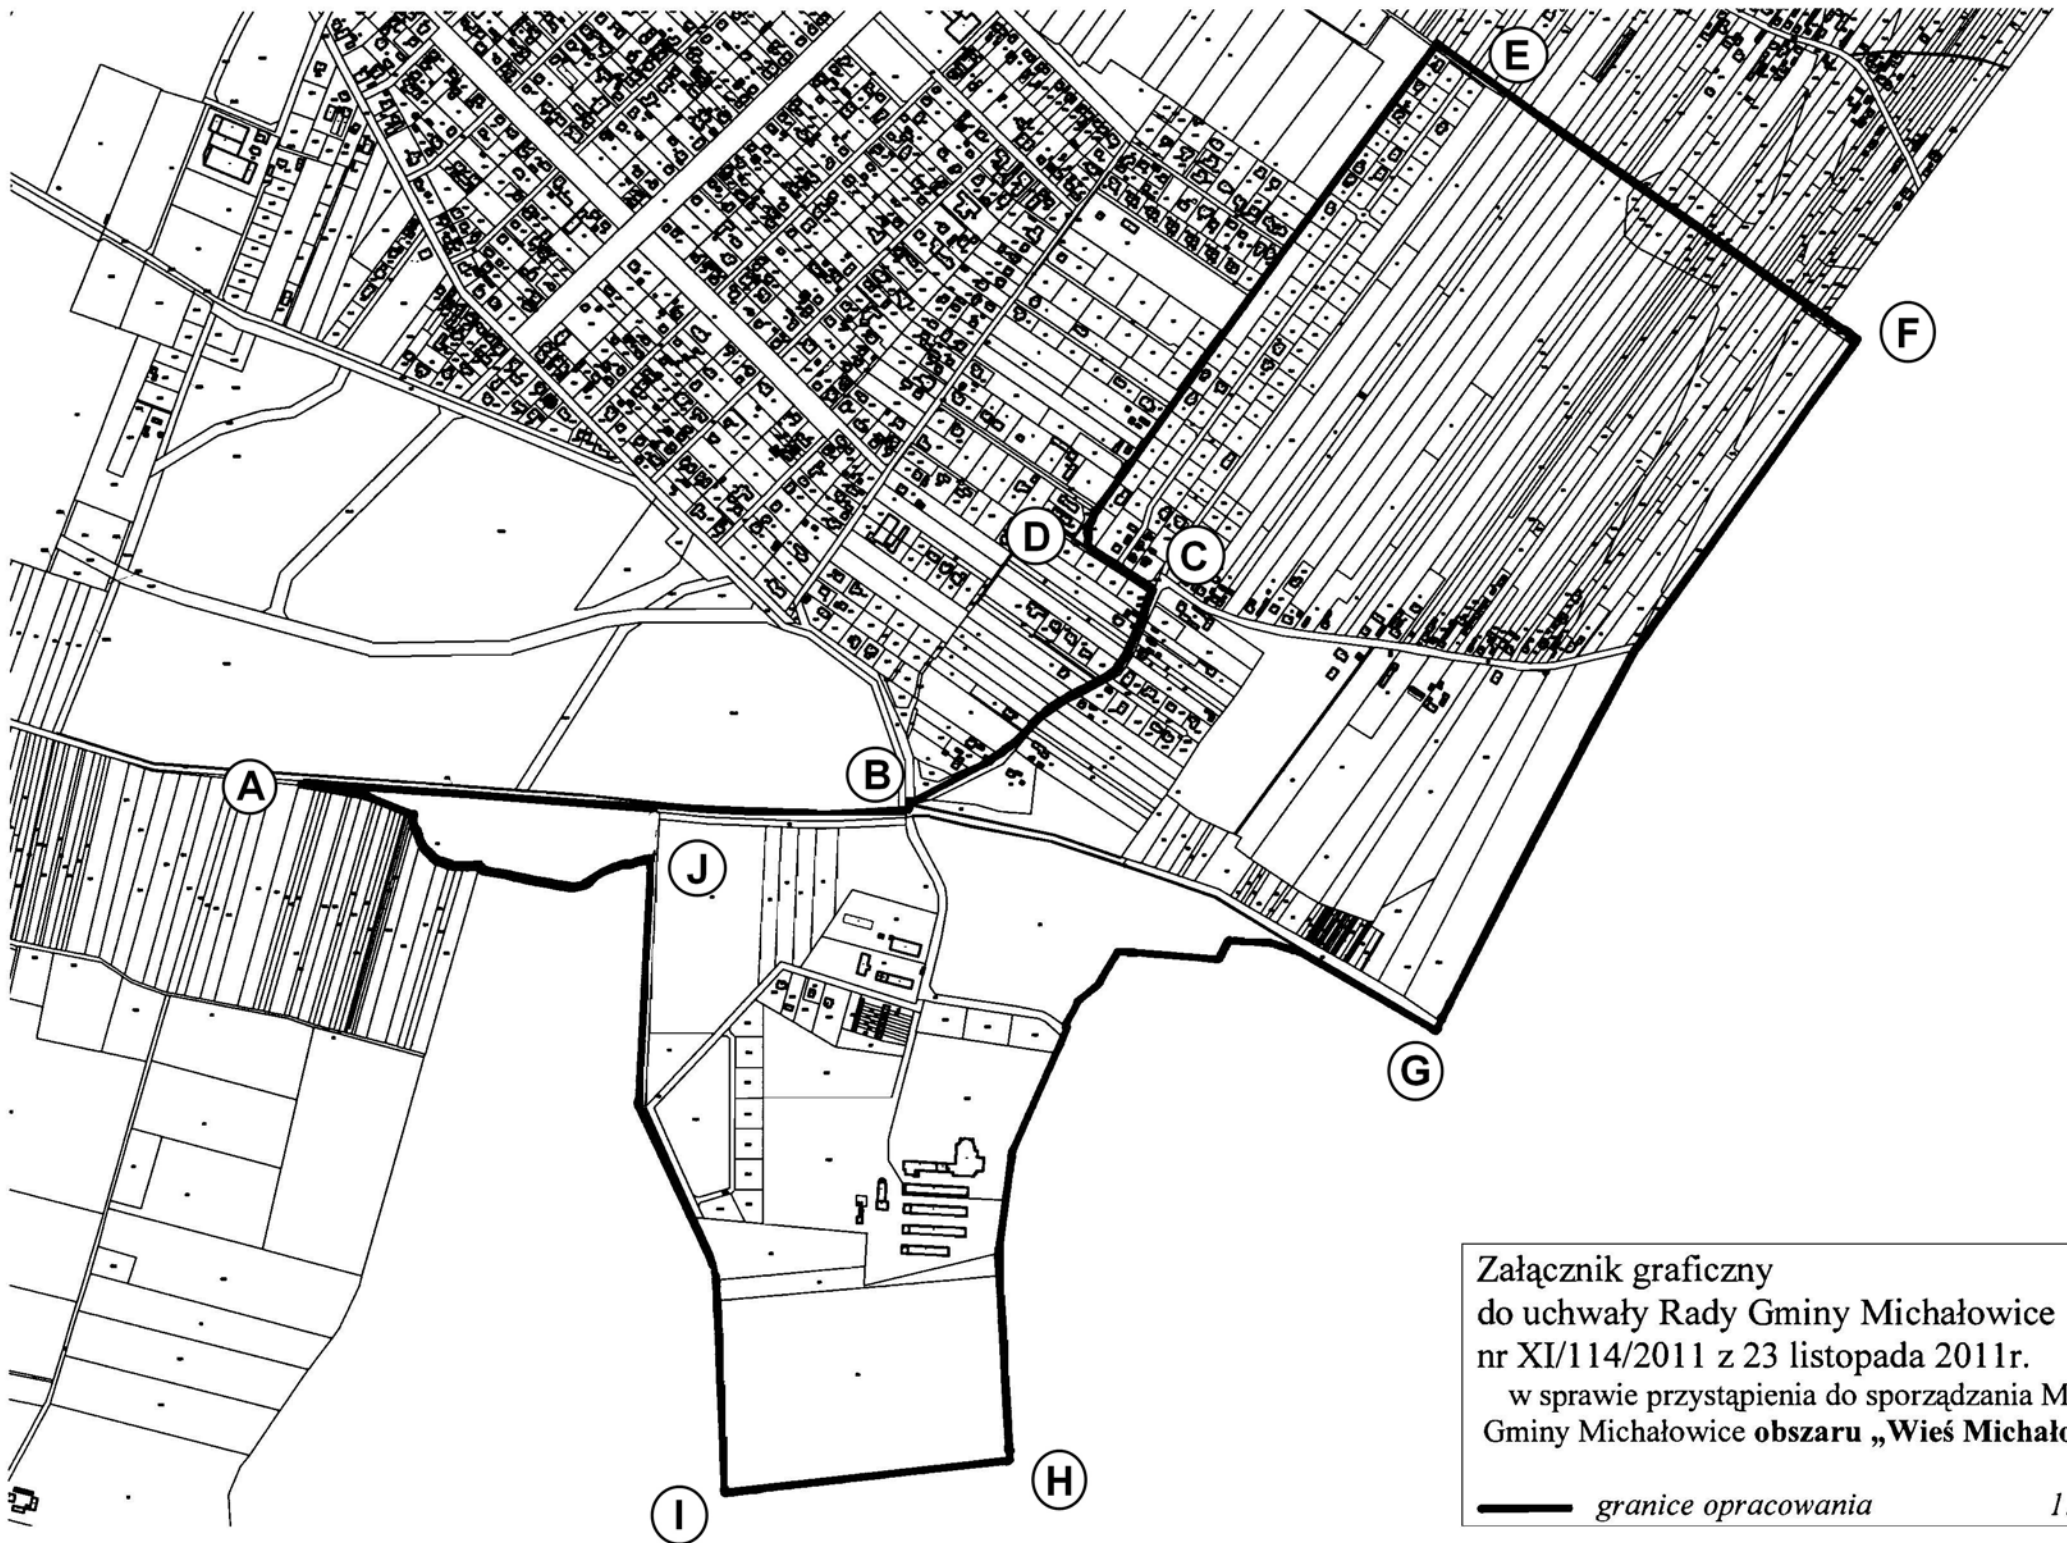 E
F
D
C
A
B
J
G
H
I
Załącznik graficzny
do uchwały Rady Gminy Michałowice
nr XI/114/2011 z 23 listopada 2011r.
w sprawie przystąpienia do sporządzania M
Gminy Michałowice obszaru „Wieś Michało
granice opracowania